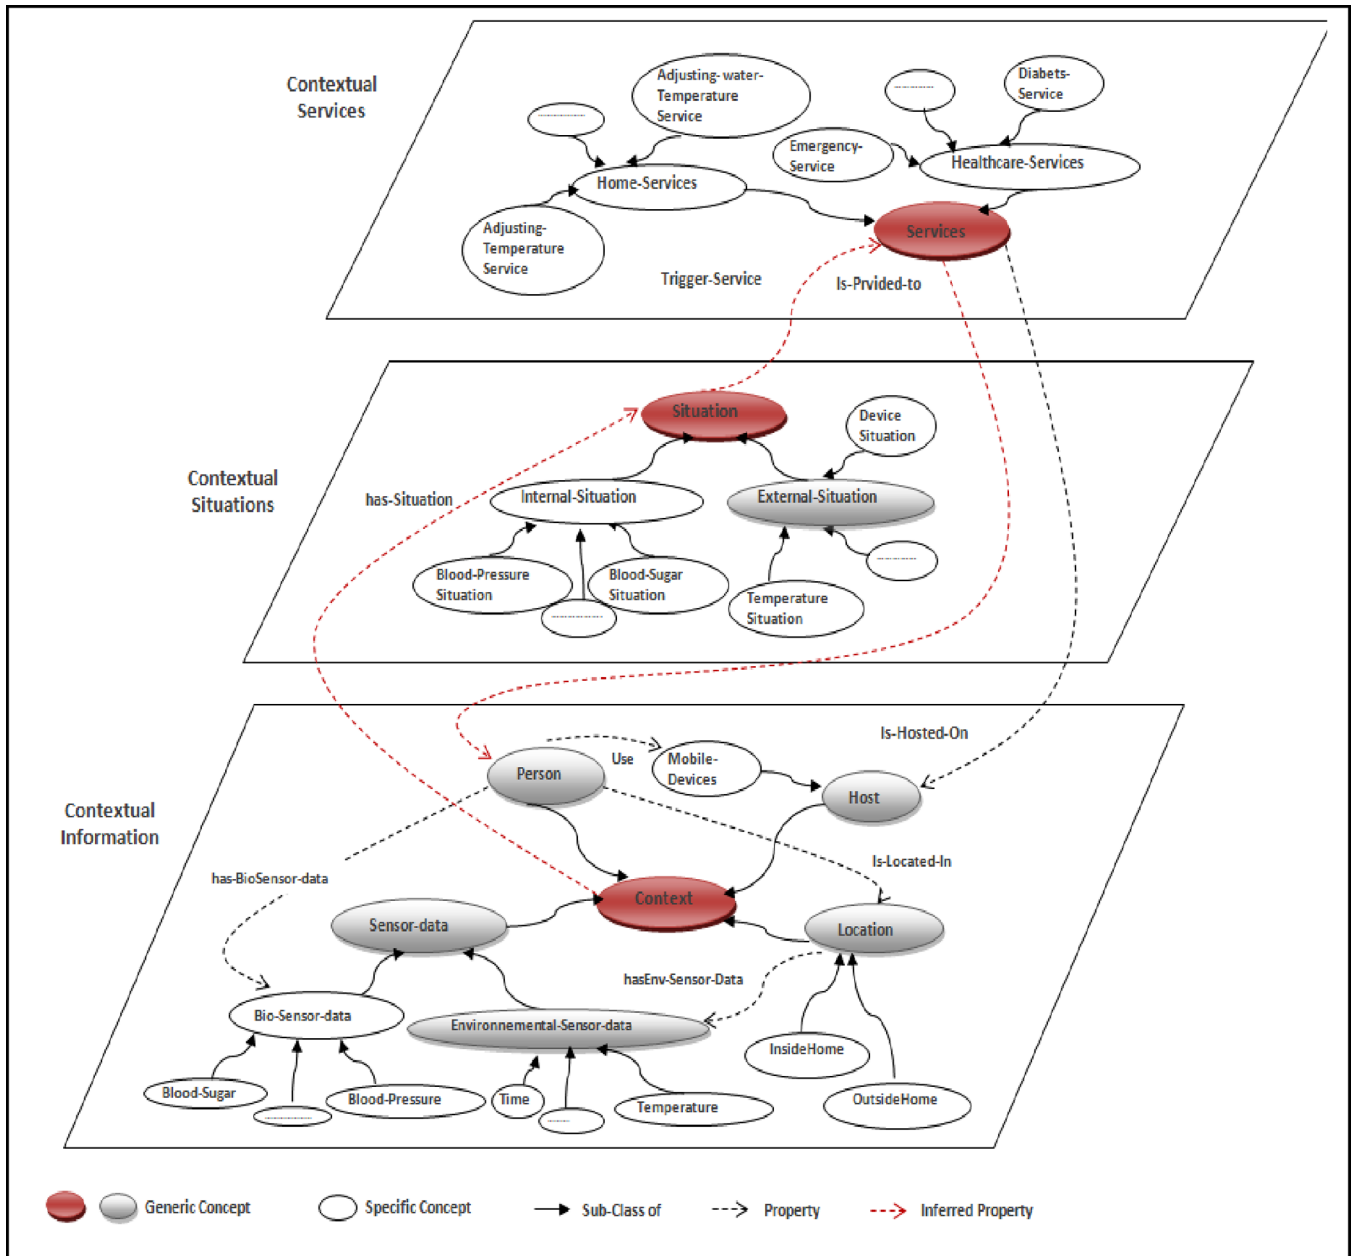 Contextual
Services
Adjusting- water-
Temperature
Service
Diabets-
Service
Emergency-
Service
Healthcare-Services
Home-Services
Adjusting-
Temperature
Service
Services
Trigger-Service
Is-Prvided-to
Contextual
Situations
Situation
Device
Situation
has-Situation
Internal-Situation
External-Situation
Blood-Pressure
Situation
Blood-Sugar
Situation
Temperature
Situation
Contextual
Information
Is-Hosted-On
Person
Use
Mobile-
Devices
Host
Is-Located-In
has-BioSensor-data
Context
Sensor-data
Location
hasEnv-Sensor-Data
Bio-Sensor-data
Environnemental-Sensor-data
InsideHome
Blood-Sugar
Blood-Pressure
Time
Temperature
OutsideHome
Generic Concept
Specific Concept
Sub-Class of
Property
Inferred Property